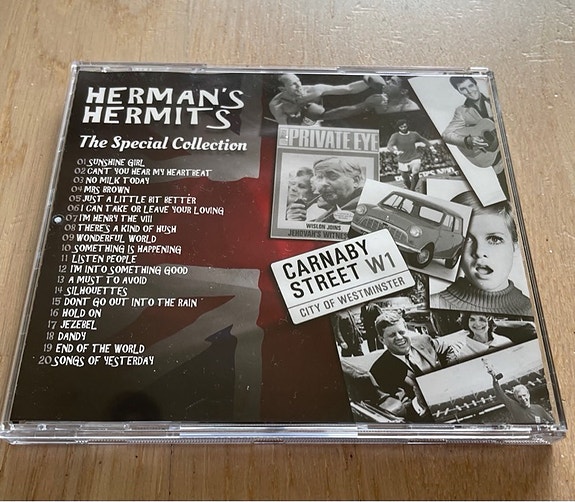 HERMAN'S
HERMITS
The Special Collection
01 SUNSHINE GIRL
02 CAN'T YOU HEAR MY HEARTBEAT
03 NO MILK TODAY
04 MRS BROWN
05 JUST A LITTLE BIT BETTER
06 I CAN TAKE OR LEAVE YOUR LOVING
07 I'M HENRY THE VIII
08 THERE'S A KIND OF HUSH
09 WONDERFUL WORLD
10 SOMETHING IS HAPPENING
11 LISTEN PEOPLE
12 I'M INTO SOMETHING GOOD
13 A MUST TO AVOID
14 SILHOUETTES
15 DONT GO OUT INTO THE RAIN
16 HOLD ON
17 JEZEBEL
18 DANDY
19 END OF THE WORLD
20 SONGS OF YESTERDAY
PRIVATE EYE
WISLON JOINS
JEHOVAH'S WITNES
CARNABY
STREET W1
CITY OF WESTMINSTER